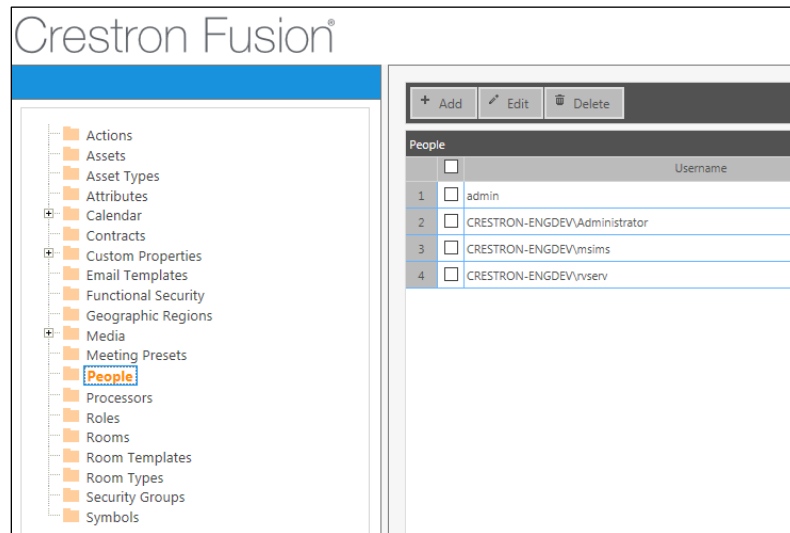 Crestron Fusion®
Actions
Assets
Asset Types
Attributes
Calendar
Contracts
Custom Properties
Email Templates
Functional Security
Geographic Regions
Media
Meeting Presets
People
Processors
Roles
Rooms
Room Templates
Room Types
Security Groups
Symbols
+ Add Edit Delete
People
Username
1 admin
2 CRESTRON-ENGDEV\Administrator
3 CRESTRON-ENGDEV\msims
4 CRESTRON-ENGDEV\rvserv